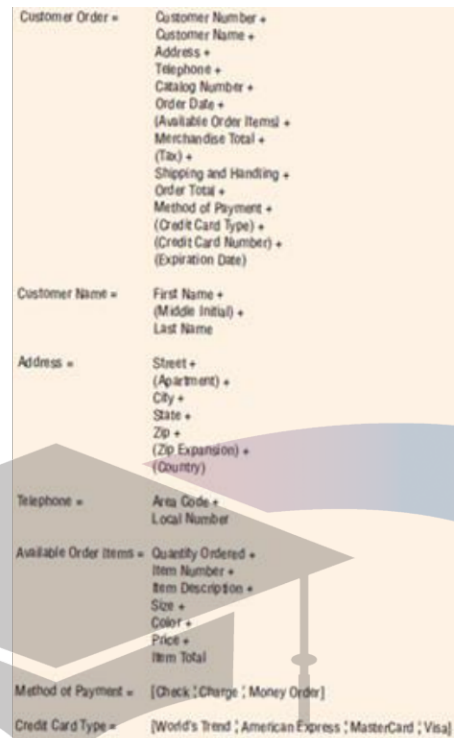 Customer Order = Customer Number +
Customer Name +
Address +
Telephone +
Catalog Number +
Order Date +
(Available Order Items) +
Merchandise Total +
(Tax) +
Shipping and Handling +
Order Total +
Method of Payment +
(Credit Card Type) +
(Credit Card Number) +
(Expiration Date)
Customer Name = First Name +
(Middle Initial) +
Last Name
Address = Street +
(Apartment) +
City +
State +
Zip +
(Zip Expansion) +
(Country)
Telephone = Area Code +
Local Number
Available Order Items = Quantity Ordered +
Item Number +
Item Description +
Size +
Color +
Price +
Item Total
Method of Payment = [Check ¦ Charge ¦ Money Order]
Credit Card Type = [World's Trend ¦ American Express ¦ MasterCard ¦ Visa]